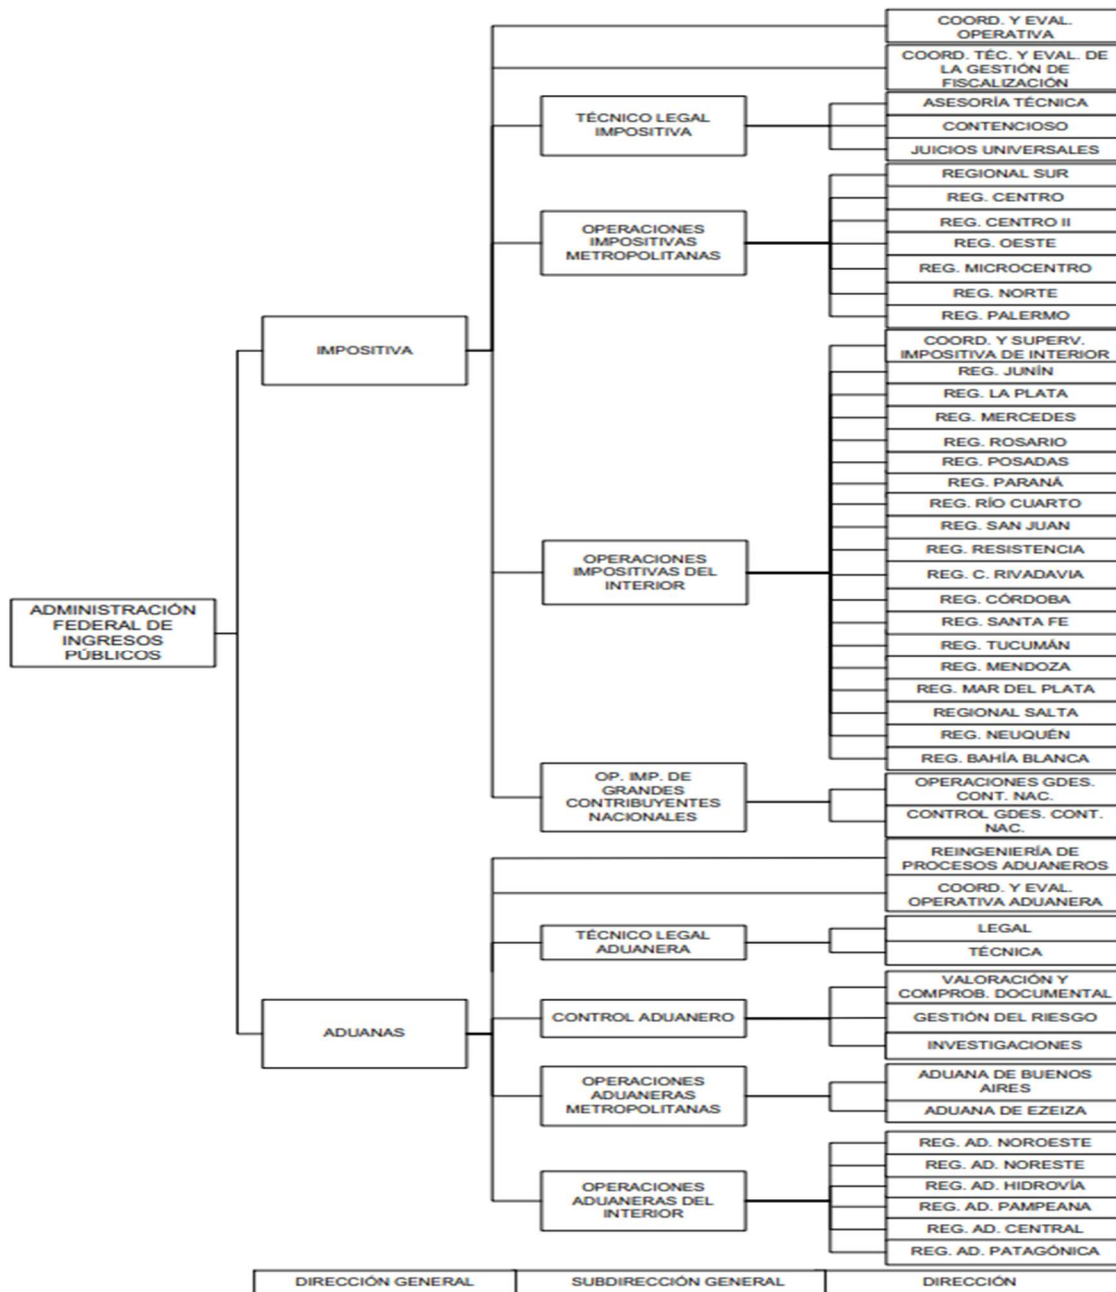 COORD. Y EVAL.
OPERATIVA
COORD. TÉC. Y EVAL. DE
LA GESTIÓN DE
FISCALIZACIÓN
TÉCNICO LEGAL
IMPOSITIVA
ASESORÍA TÉCNICA
CONTENCIOSO
JUICIOS UNIVERSALES
OPERACIONES
IMPOSITIVAS
METROPOLITANAS
REGIONAL SUR
REG. CENTRO
REG. CENTRO II
REG. OESTE
REG. MICROCENTRO
REG. NORTE
REG. PALERMO
IMPOSITIVA
COORD. Y SUPERV.
IMPOSITIVA DE INTERIOR
REG. JUNÍN
REG. LA PLATA
REG. MERCEDES
REG. ROSARIO
REG. POSADAS
REG. PARANÁ
REG. RÍO CUARTO
REG. SAN JUAN
REG. RESISTENCIA
REG. C. RIVADAVIA
REG. CÓRDOBA
REG. SANTA FE
REG. TUCUMÁN
REG. MENDOZA
REG. MAR DEL PLATA
REGIONAL SALTA
REG. NEUQUÉN
REG. BAHÍA BLANCA
OPERACIONES
IMPOSITIVAS DEL
INTERIOR
ADMINISTRACIÓN
FEDERAL DE
INGRESOS
PÚBLICOS
OP. IMP. DE
GRANDES
CONTRIBUYENTES
NACIONALES
OPERACIONES GDES.
CONT. NAC.
CONTROL GDES. CONT.
NAC.
REINGENIERÍA DE
PROCESOS ADUANEROS
COORD. Y EVAL.
OPERATIVA ADUANERA
TÉCNICO LEGAL
ADUANERA
LEGAL
TÉCNICA
ADUANAS
CONTROL ADUANERO
VALORACIÓN Y
COMPROB. DOCUMENTAL
GESTIÓN DEL RIESGO
INVESTIGACIONES
OPERACIONES
ADUANERAS
METROPOLITANAS
ADUANA DE BUENOS
AIRES
ADUANA DE EZEIZA
OPERACIONES
ADUANERAS DEL
INTERIOR
REG. AD. NOROESTE
REG. AD. NORESTE
REG. AD. HIDROVÍA
REG. AD. PAMPEANA
REG. AD. CENTRAL
REG. AD. PATAGÓNICA
DIRECCIÓN GENERAL
SUBDIRECCIÓN GENERAL
DIRECCIÓN